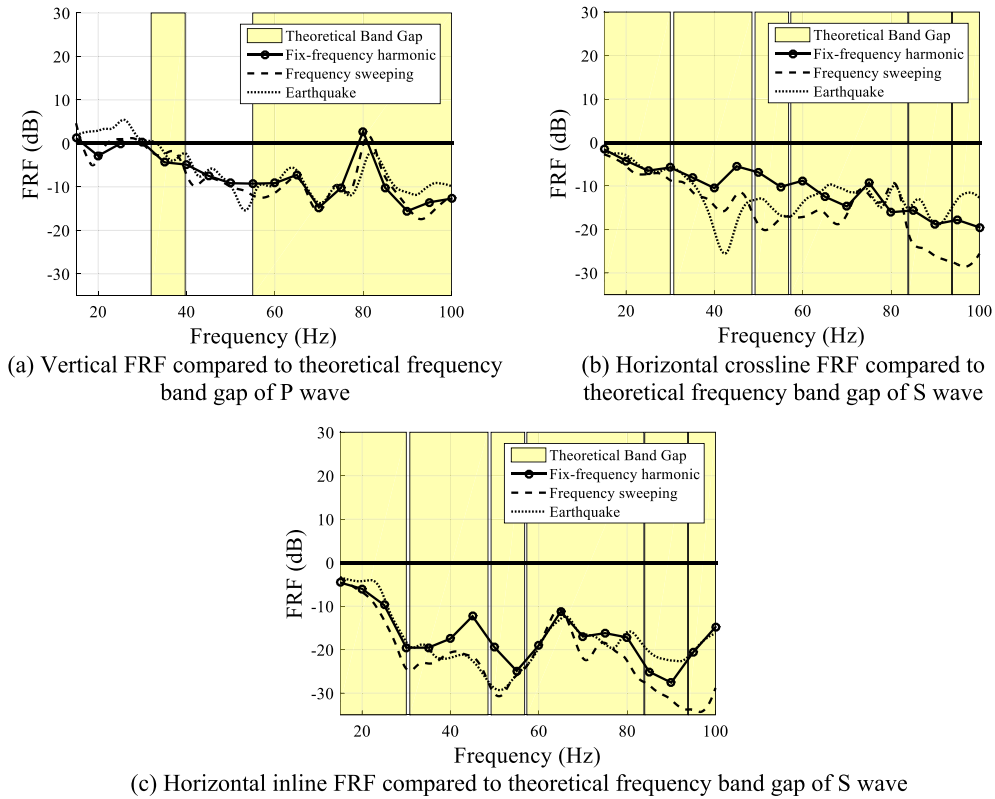 30
20
10
0
-10
-20
-30
FRF (dB)
Theoretical Band Gap
Fix-frequency harmonic
Frequency sweeping
Earthquake
20 40 60 80 100
Frequency (Hz)
(a) Vertical FRF compared to theoretical frequency
band gap of P wave
30
20
10
0
-10
-20
-30
FRF (dB)
Theoretical Band Gap
Fix-frequency harmonic
Frequency sweeping
Earthquake
20 40 60 80 100
Frequency (Hz)
(b) Horizontal crossline FRF compared to
theoretical frequency band gap of S wave
30
20
10
0
-10
-20
-30
FRF (dB)
Theoretical Band Gap
Fix-frequency harmonic
Frequency sweeping
Earthquake
20 40 60 80 100
Frequency (Hz)
(c) Horizontal inline FRF compared to theoretical frequency band gap of S wave